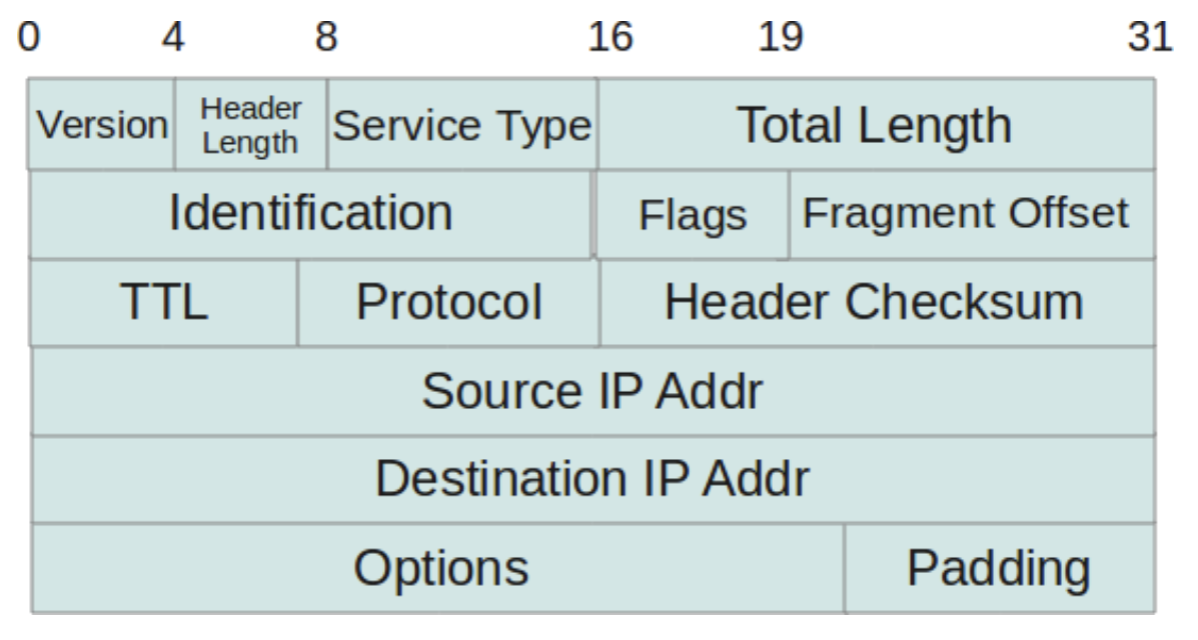 0 4 8 16 19 31
Version Header Length Service Type Total Length
Identification Flags Fragment Offset
TTL Protocol Header Checksum
Source IP Addr
Destination IP Addr
Options Padding